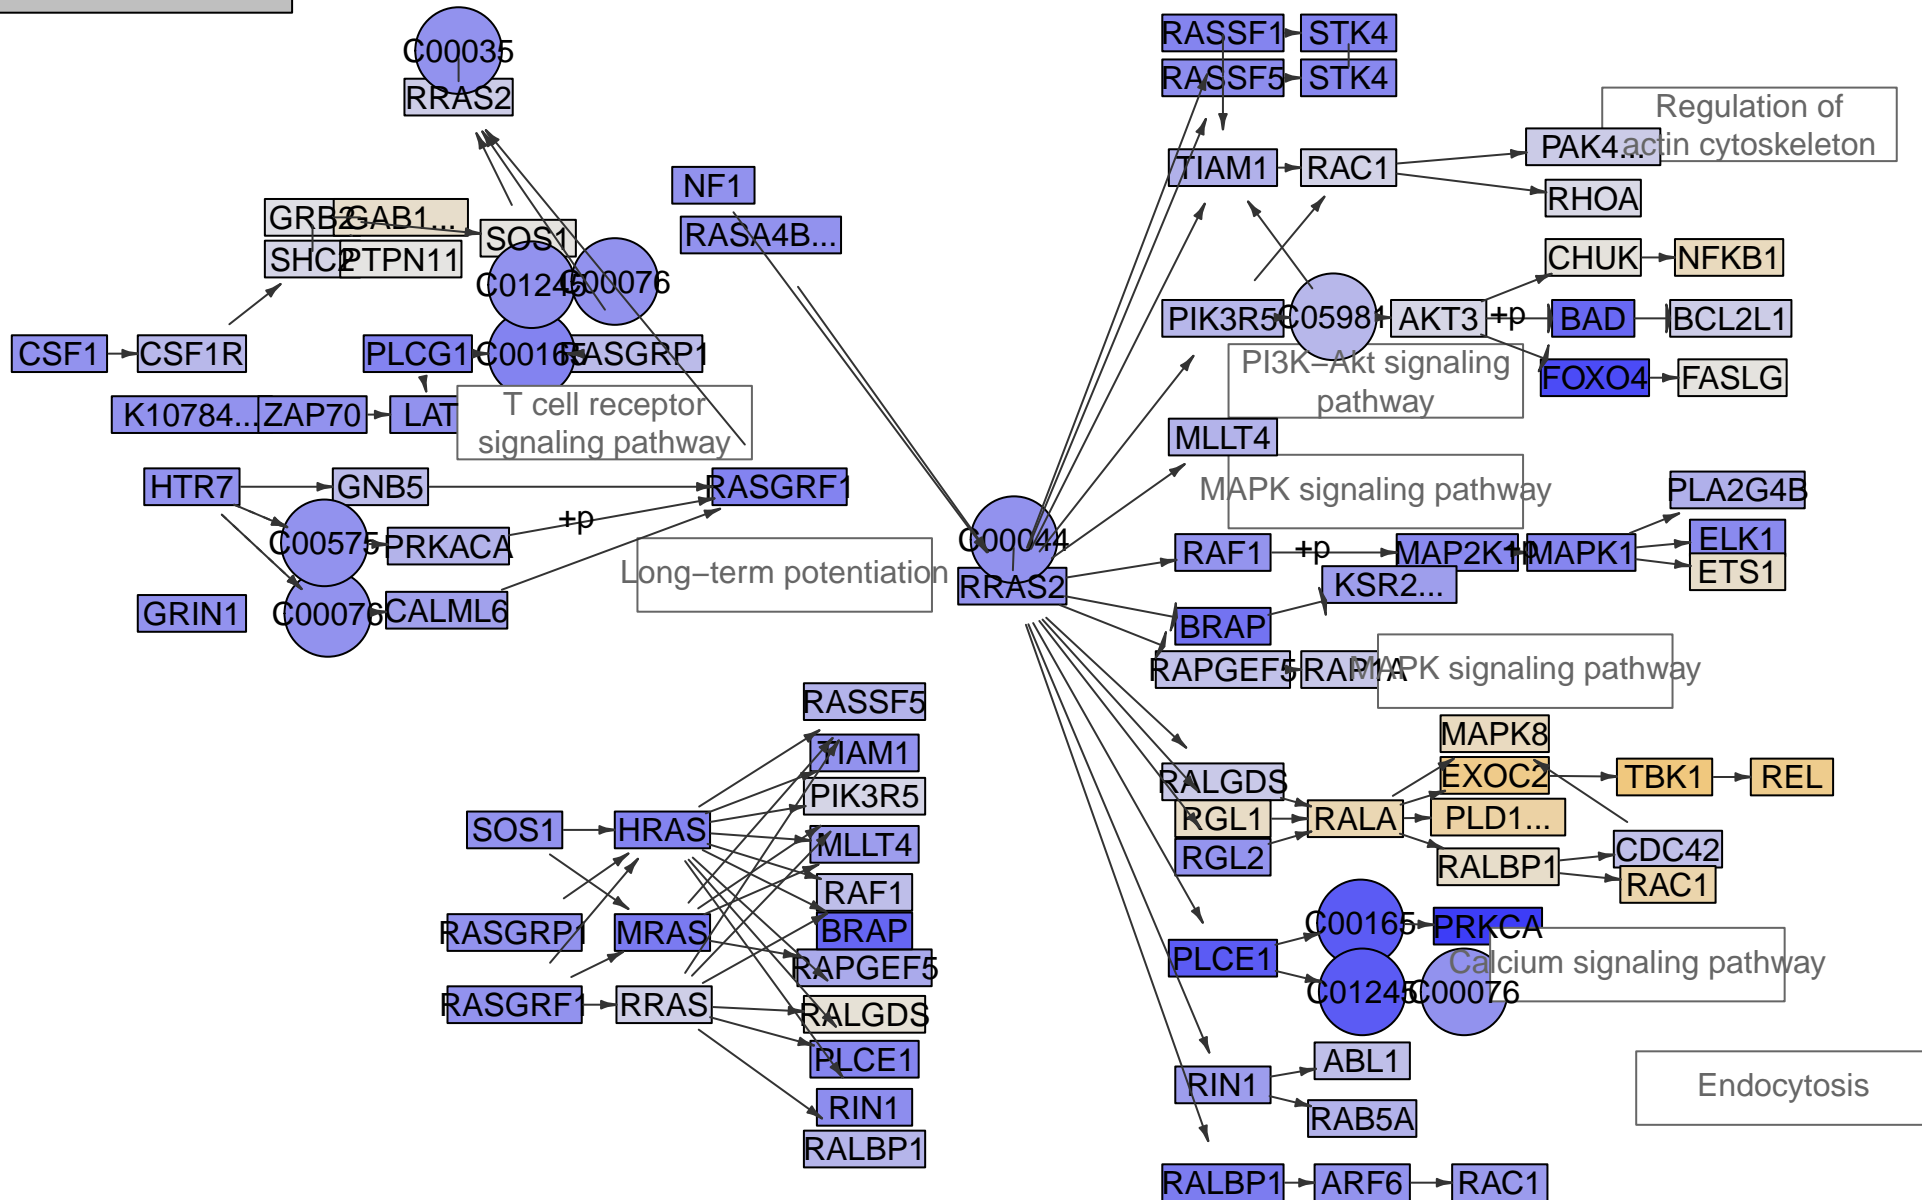 C00035
RRAS2
NF1
RASA4B...
GRB2
GAB1...
SHC2
PTPN11
SOS1
C01245
C00076
CSF1
CSF1R
PLCG1
C00165
RASGRP1
K10784...
ZAP70
LAT
T cell receptor
signaling pathway
HTR7
GNB5
RASGRF1
C00575
PRKACA
+p
GRIN1
C00076
CALML6
Long−term potentiation
C00044
RRAS2
RASSF1
STK4
RASSF5
STK4
Regulation of
actin cytoskeleton
TIAM1
RAC1
PAK4...
RHOA
CHUK
NFKB1
PIK3R5
C05981
AKT3
+p
BAD
BCL2L1
FOXO4
FASLG
PI3K−Akt signaling
pathway
MLLT4
MAPK signaling pathway
PLA2G4B
RAF1
+p
MAP2K1
+p
MAPK1
ELK1
ETS1
KSR2...
BRAP
RAPGEF5
RAP1A
MAPK signaling pathway
RASSF5
TIAM1
PIK3R5
SOS1
HRAS
MLLT4
RAF1
RASGRP1
MRAS
BRAP
RAPGEF5
RASGRF1
RRAS
RALGDS
PLCE1
RIN1
RALBP1
MAPK8
RALGDS
EXOC2
TBK1
REL
RGL1
RALA
PLD1...
RGL2
RALBP1
CDC42
RAC1
C00165
PRKCA
PLCE1
Calcium signaling pathway
C01245
C00076
ABL1
RIN1
RAB5A
Endocytosis
RALBP1
ARF6
RAC1